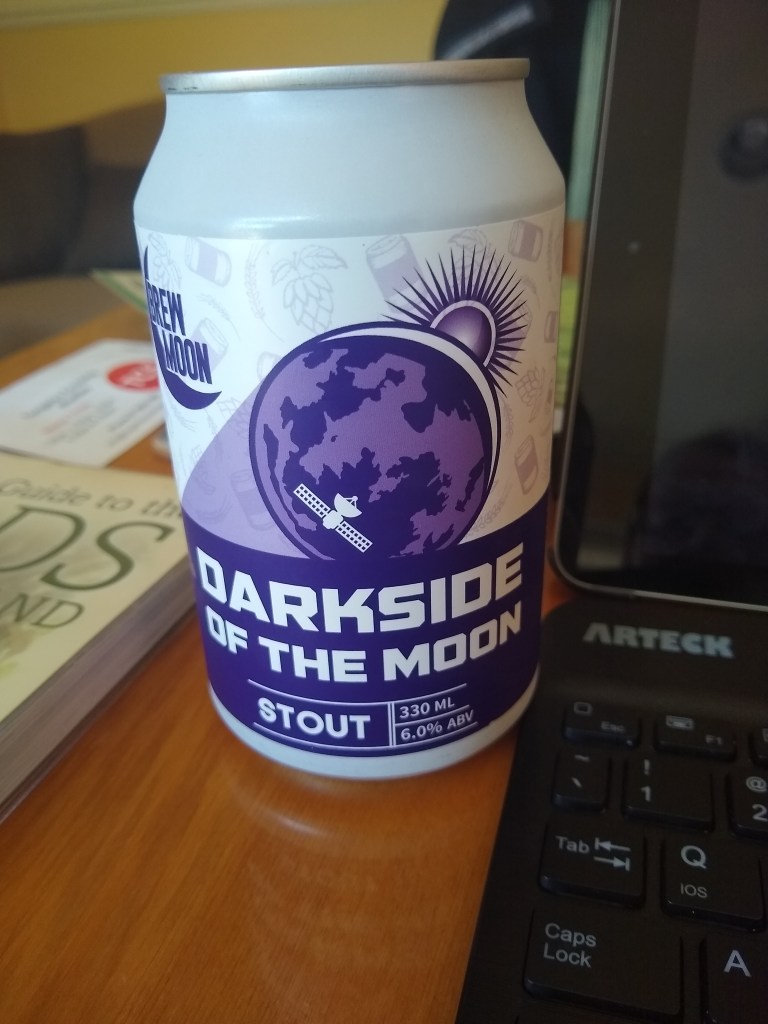 BREW
MOON
DARKSIDE
OF THE MOON
STOUT
330 ML
6.0% ABV
Guide to the
DS
ND
ARTECK
Esc
F1
~
`
!
1
@
2
Tab
Q
iOS
Caps
Lock
A